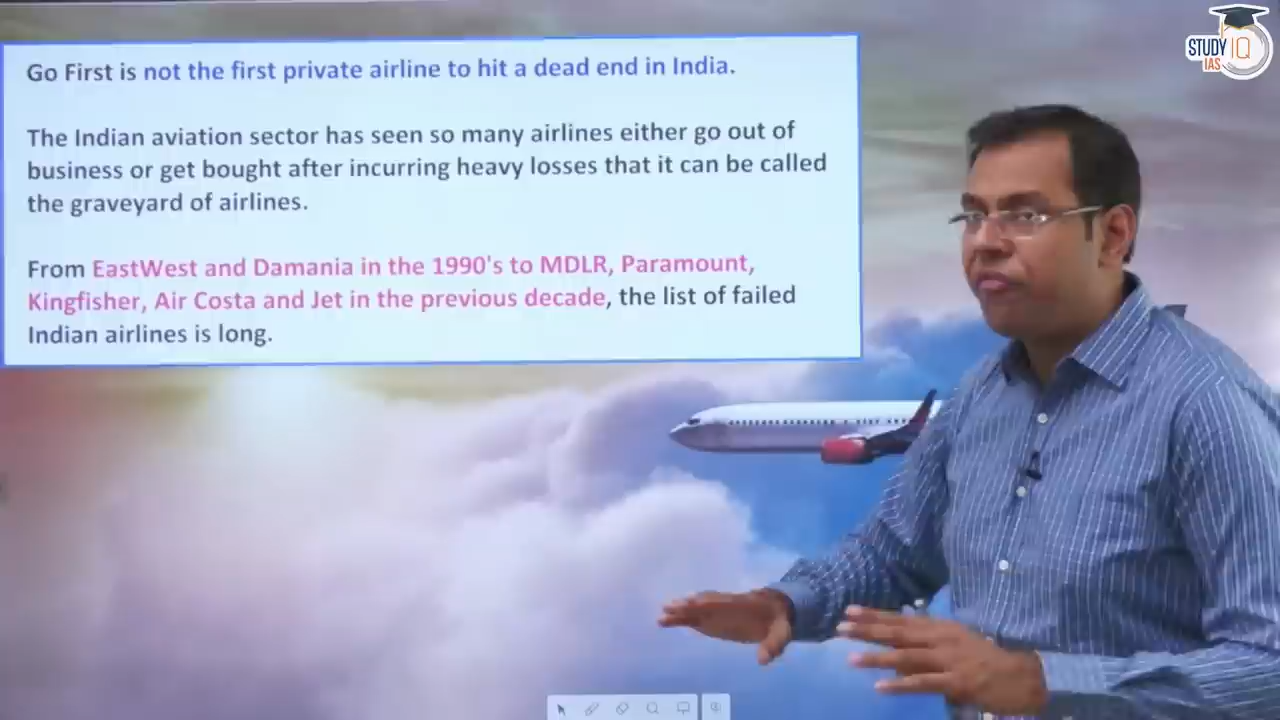 Go First is not the first private airline to hit a dead end in India.
The Indian aviation sector has seen so many airlines either go out of
business or get bought after incurring heavy losses that it can be called
the graveyard of airlines.
From EastWest and Damania in the 1990's to MDLR, Paramount,
Kingfisher, Air Costa and Jet in the previous decade, the list of failed
Indian airlines is long.
STUDY IQ
IAS